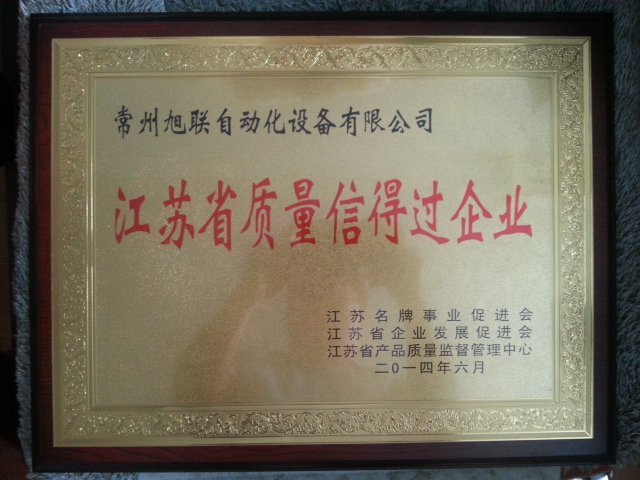 常州旭联自动化设备有限公司
江苏省质量信得过企业
江苏名牌事业促进会
江苏省企业发展促进会
江苏省产品质量监督管理中心
二0一四年六月